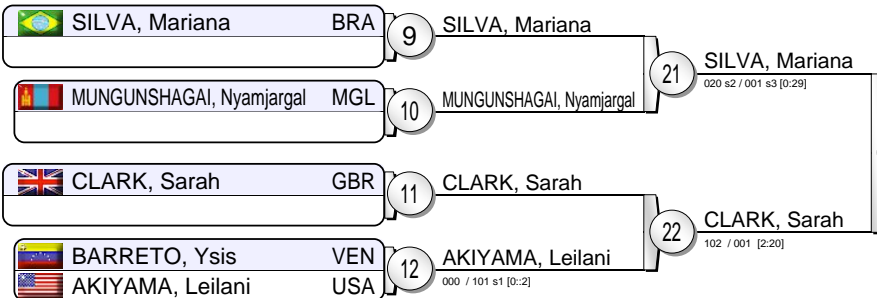 SILVA, Mariana BRA
9
SILVA, Mariana
21
SILVA, Mariana
020 s2 / 001 s3 [0:29]
MUNGUNSHAGAI, Nyamjargal MGL
10
MUNGUNSHAGAI, Nyamjargal
CLARK, Sarah GBR
11
CLARK, Sarah
22
CLARK, Sarah
102 / 001 [2:20]
BARRETO, Ysis VEN
AKIYAMA, Leilani USA
12
AKIYAMA, Leilani
000 / 101 s1 [0::2]